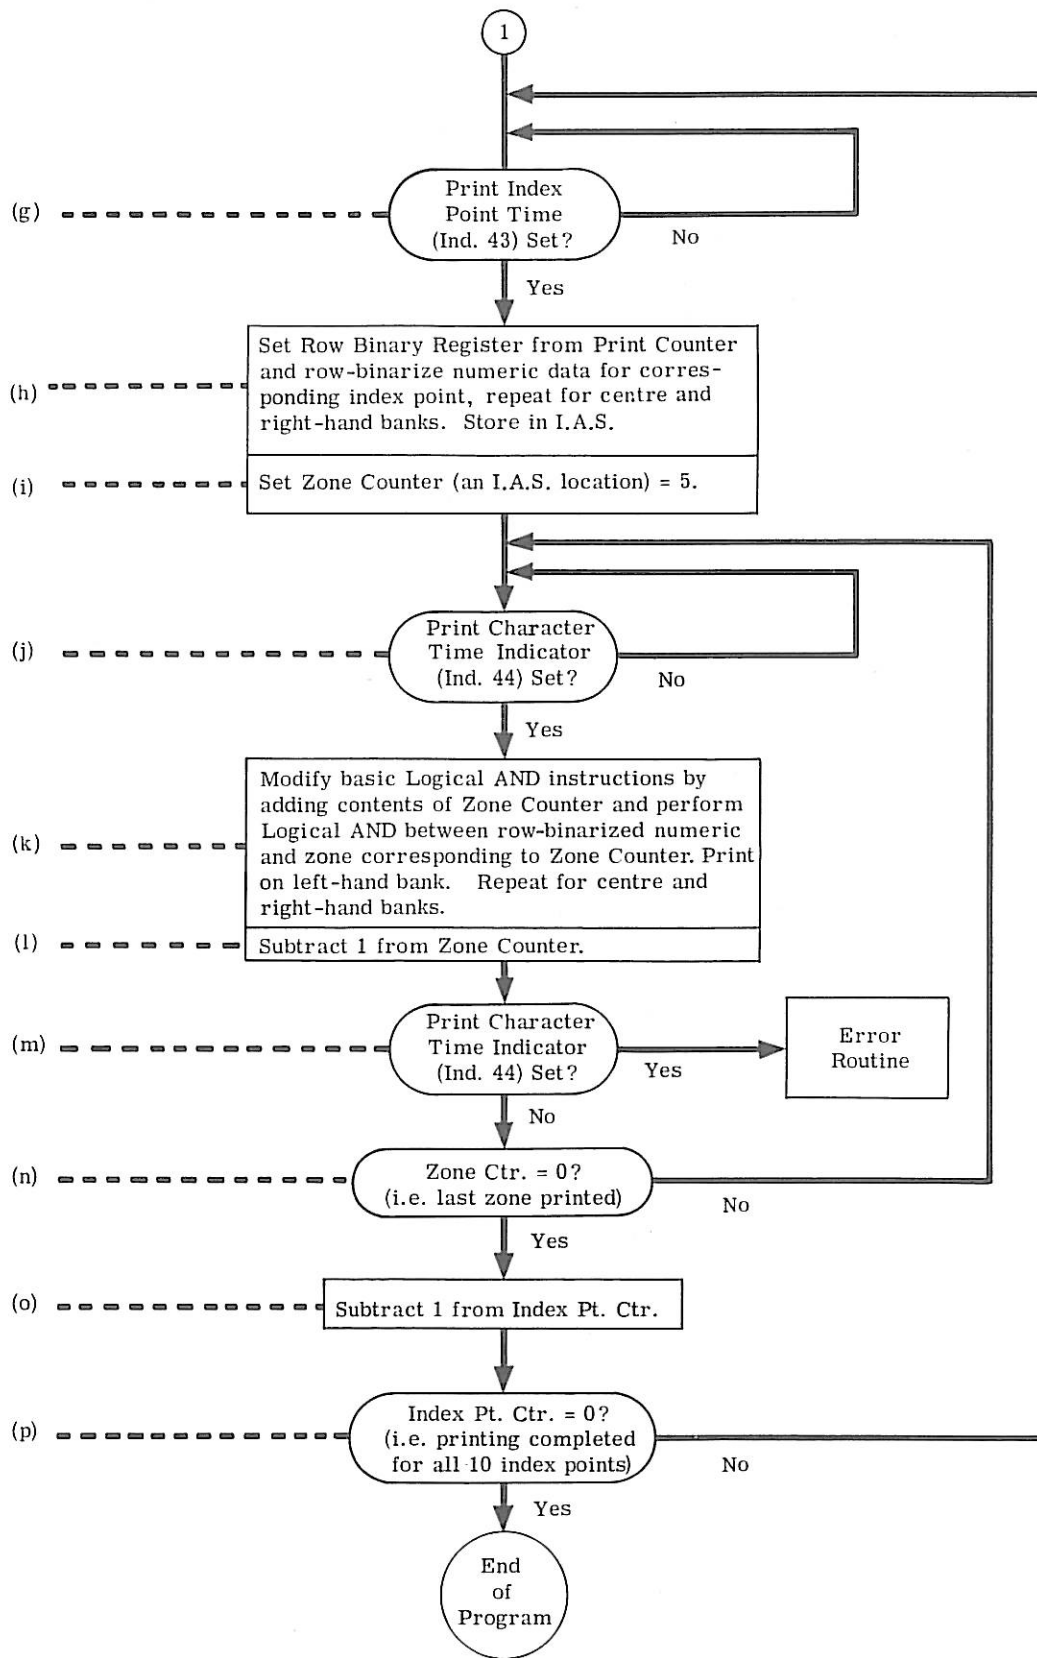 1
(g)
Print Index
Point Time
(Ind. 43) Set?
No
Yes
(h)
Set Row Binary Register from Print Counter
and row-binarize numeric data for corres-
ponding index point, repeat for centre and
right-hand banks. Store in I.A.S.
(i)
Set Zone Counter (an I.A.S. location) = 5.
(j)
Print Character
Time Indicator
(Ind. 44) Set?
No
Yes
(k)
Modify basic Logical AND instructions by
adding contents of Zone Counter and perform
Logical AND between row-binarized numeric
and zone corresponding to Zone Counter. Print
on left-hand bank. Repeat for centre and
right-hand banks.
(l)
Subtract 1 from Zone Counter.
(m)
Print Character
Time Indicator
(Ind. 44) Set?
Yes
Error
Routine
No
(n)
Zone Ctr. = 0?
(i.e. last zone printed)
No
Yes
(o)
Subtract 1 from Index Pt. Ctr.
(p)
Index Pt. Ctr. = 0?
(i.e. printing completed
for all 10 index points)
No
Yes
End
of
Program